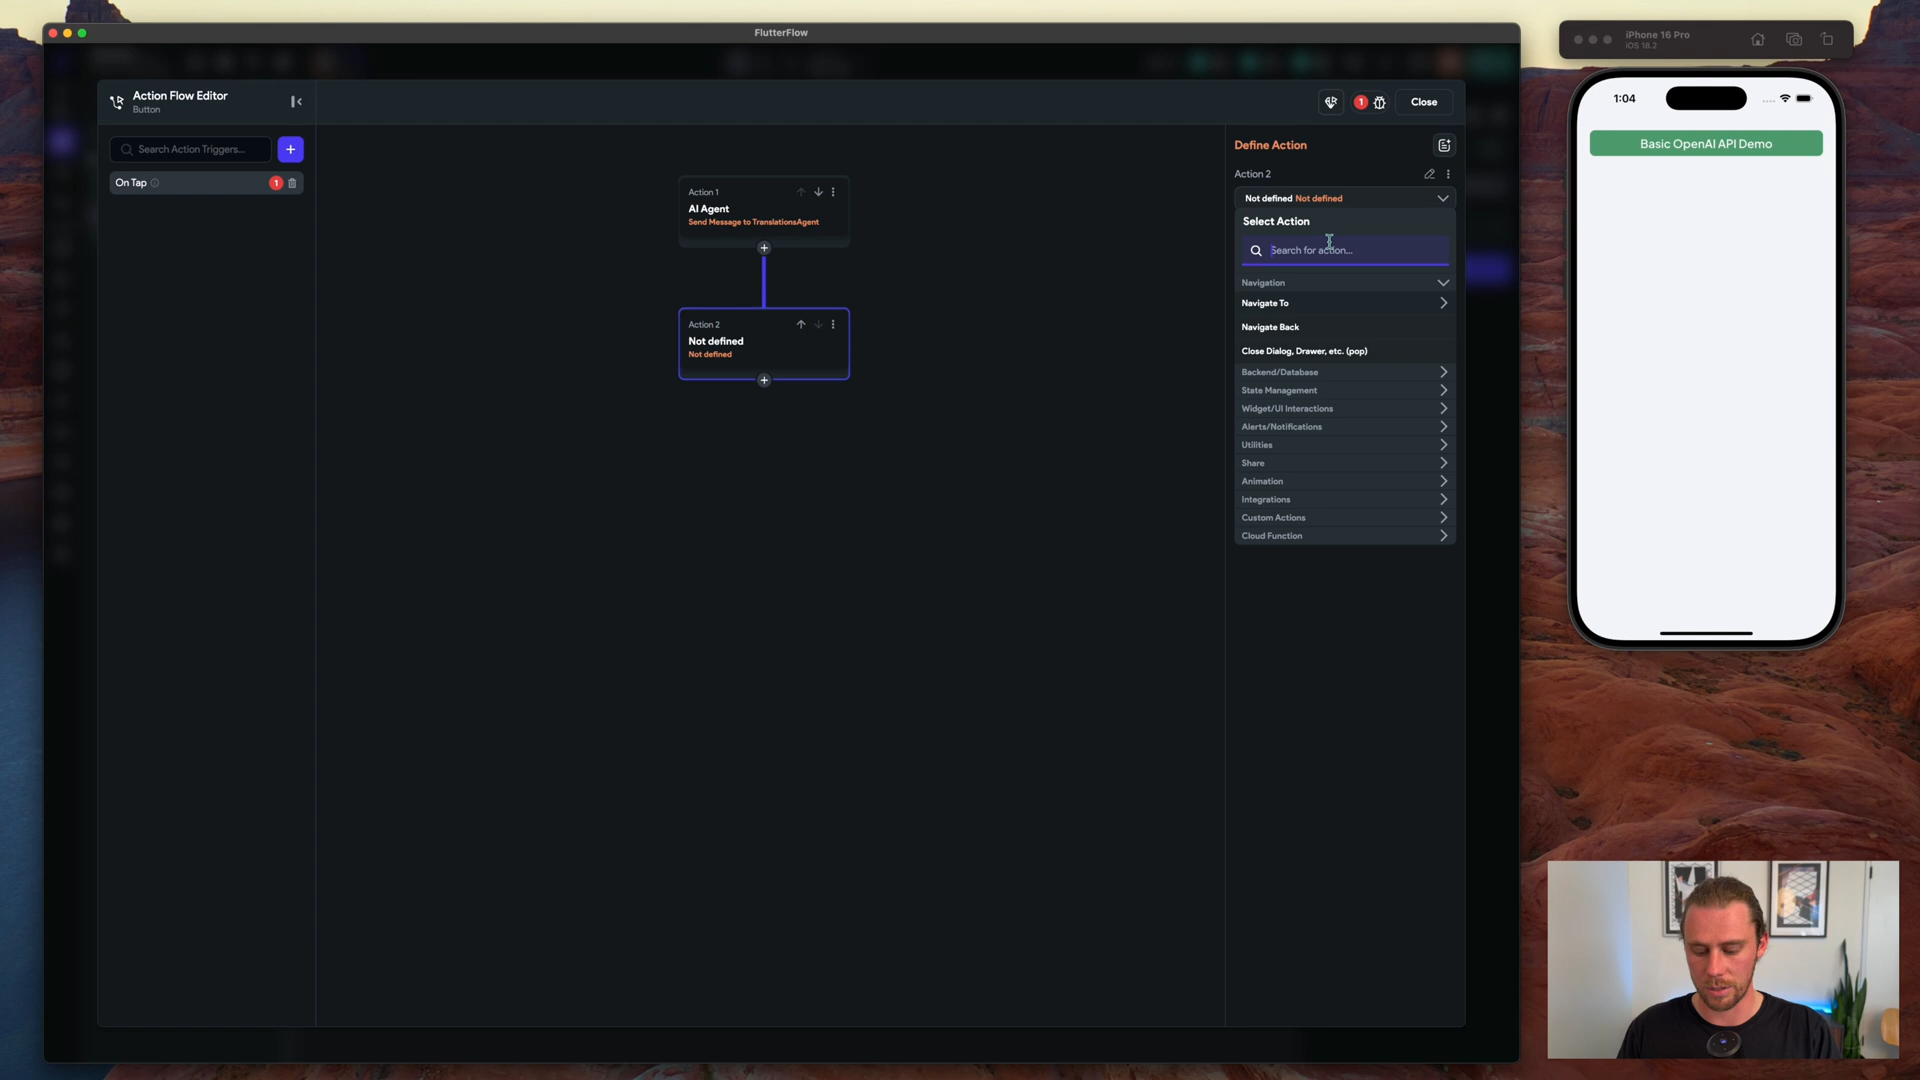 FlutterFlow
Action Flow Editor
Button
1
Close
Search Action Triggers...
On Tap
1
Action 1
AI Agent
Send Message to TranslationsAgent
Action 2
Not defined
Not defined
Define Action
Action 2
Not defined Not defined
Select Action
Search for action...
Navigation
Navigate To
Navigate Back
Close Dialog, Drawer, etc. (pop)
Backend/Database
State Management
Widget/UI Interactions
Alerts/Notifications
Utilities
Share
Animation
Integrations
Custom Actions
Cloud Function
iPhone 16 Pro
iOS 18.2
1:04
Basic OpenAI API Demo